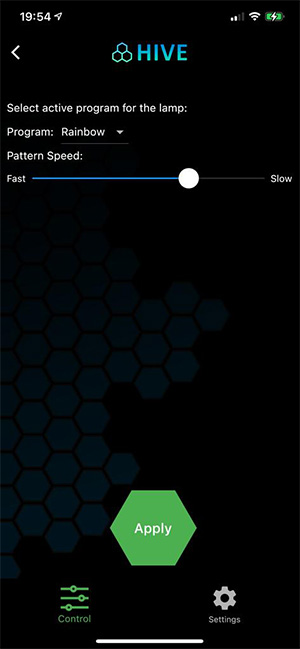 19:54
HIVE
Select active program for the lamp:
Program: Rainbow
Pattern Speed:
Fast Slow
Apply
Control Settings